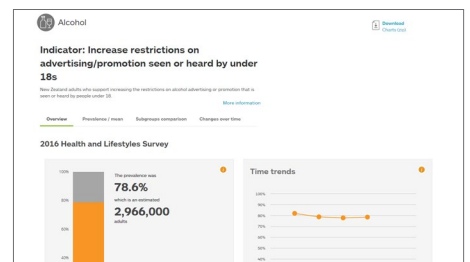 Alcohol
Download
Charts (zip)
Indicator: Increase restrictions on
advertising/promotion seen or heard by under
18s
New Zealand adults who support increasing the restrictions on alcohol advertising or promotion that is
seen or heard by people under 18.
More information
Overview
Prevalence / mean
Subgroups comparison
Changes over time
2016 Health and Lifestyles Survey
100%
80%
60%
40%
The prevalence was
78.6%
which is an estimated
2,966,000
adults
Time trends
100%
90%
80%
70%
60%
50%
40%